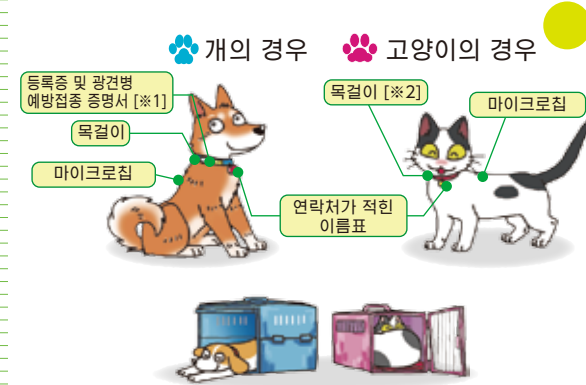 개의 경우
고양이의 경우
등록증 및 광견병
예방접종 증명서 [※1]
목걸이
마이크로칩
목걸이 [※2]
마이크로칩
연락처가 적힌
이름표